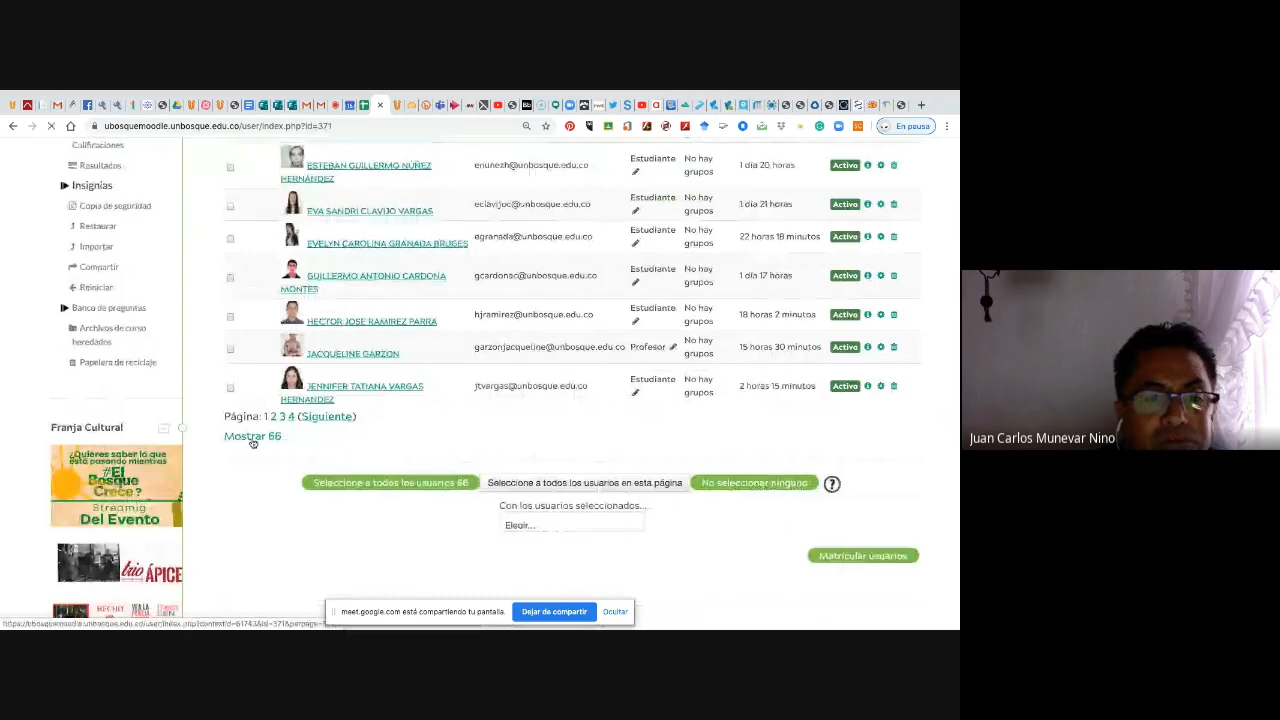 ubosquemoodle.unbosque.edu.co/user/index.php?id=371
En pausa
Calificaciones
Resultados
Insignias
Copia de seguridad
Restaurar
Importar
Compartir
Reiniciar
Banco de preguntas
Archivos de curso
heredados
Papelera de reciclaje
Franja Cultural
¿Quieres saber lo que
está pasando mientras
#El
Bosque
Crece?
Streamig
Del Evento
trio
ÁPICE
ESTEBAN GUILLERMO NÚÑEZ
HERNÁNDEZ
enunezh@unbosque.edu.co
Estudiante
No hay
grupos
1 día 20 horas
Activo
EVA SANDRI CLAVIJO VARGAS
eclavijoc@unbosque.edu.co
Estudiante
No hay
grupos
1 día 21 horas
Activo
EVELYN CAROLINA GRANADA BRUGES
egranada@unbosque.edu.co
Estudiante
No hay
grupos
22 horas 18 minutos
Activo
GUILLERMO ANTONIO CARDONA
MONTES
gcardonac@unbosque.edu.co
Estudiante
No hay
grupos
1 día 17 horas
Activo
HECTOR JOSE RAMIREZ PARRA
hjramirez@unbosque.edu.co
Estudiante
No hay
grupos
18 horas 2 minutos
Activo
JACQUELINE GARZON
garzonjacqueline@unbosque.edu.co
Profesor
No hay
grupos
15 horas 30 minutos
Activo
JENNIFER TATIANA VARGAS
HERNANDEZ
jtvargas@unbosque.edu.co
Estudiante
No hay
grupos
2 horas 15 minutos
Activo
Página: 1 2 3 4 (Siguiente)
Mostrar 66
Seleccione a todos los usuarios 66
Seleccione a todos los usuarios en esta página
No seleccionar ninguno
Con los usuarios seleccionados...
Elegir...
Matricular usuarios
meet.google.com está compartiendo tu pantalla.
Dejar de compartir
Ocultar
Juan Carlos Munevar Nino